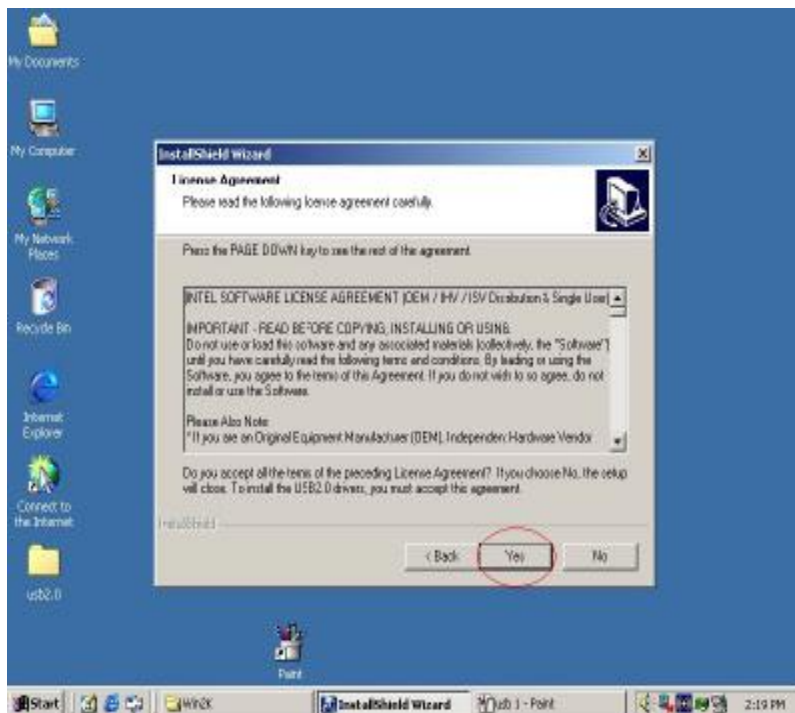 My Documents
My Computer
My Network
Places
Recycle Bin
Internet
Explorer
Connect to
the Internet
usb2.0
Paint
InstallShield Wizard
License Agreement
Please read the following license agreement carefully.
Press the PAGE DOWN key to see the rest of the agreement.
INTEL SOFTWARE LICENSE AGREEMENT (OEM / IHV / ISV Distribution & Single User)
IMPORTANT - READ BEFORE COPYING, INSTALLING OR USING.
Do not use or load this software and any associated materials (collectively, the "Software")
until you have carefully read the following terms and conditions. By loading or using the
Software, you agree to the terms of this Agreement. If you do not wish to so agree, do not
install or use the Software.
Please Also Note:
* If you are an Original Equipment Manufacturer (OEM), Independent Hardware Vendor
Do you accept all the terms of the preceding License Agreement? If you choose No, the setup
will close. To install the USB2.0 drivers, you must accept this agreement.
InstallShield
< Back
Yes
No
Start
Win2K
InstallShield Wizard
usb 1 - Paint
2:19 PM